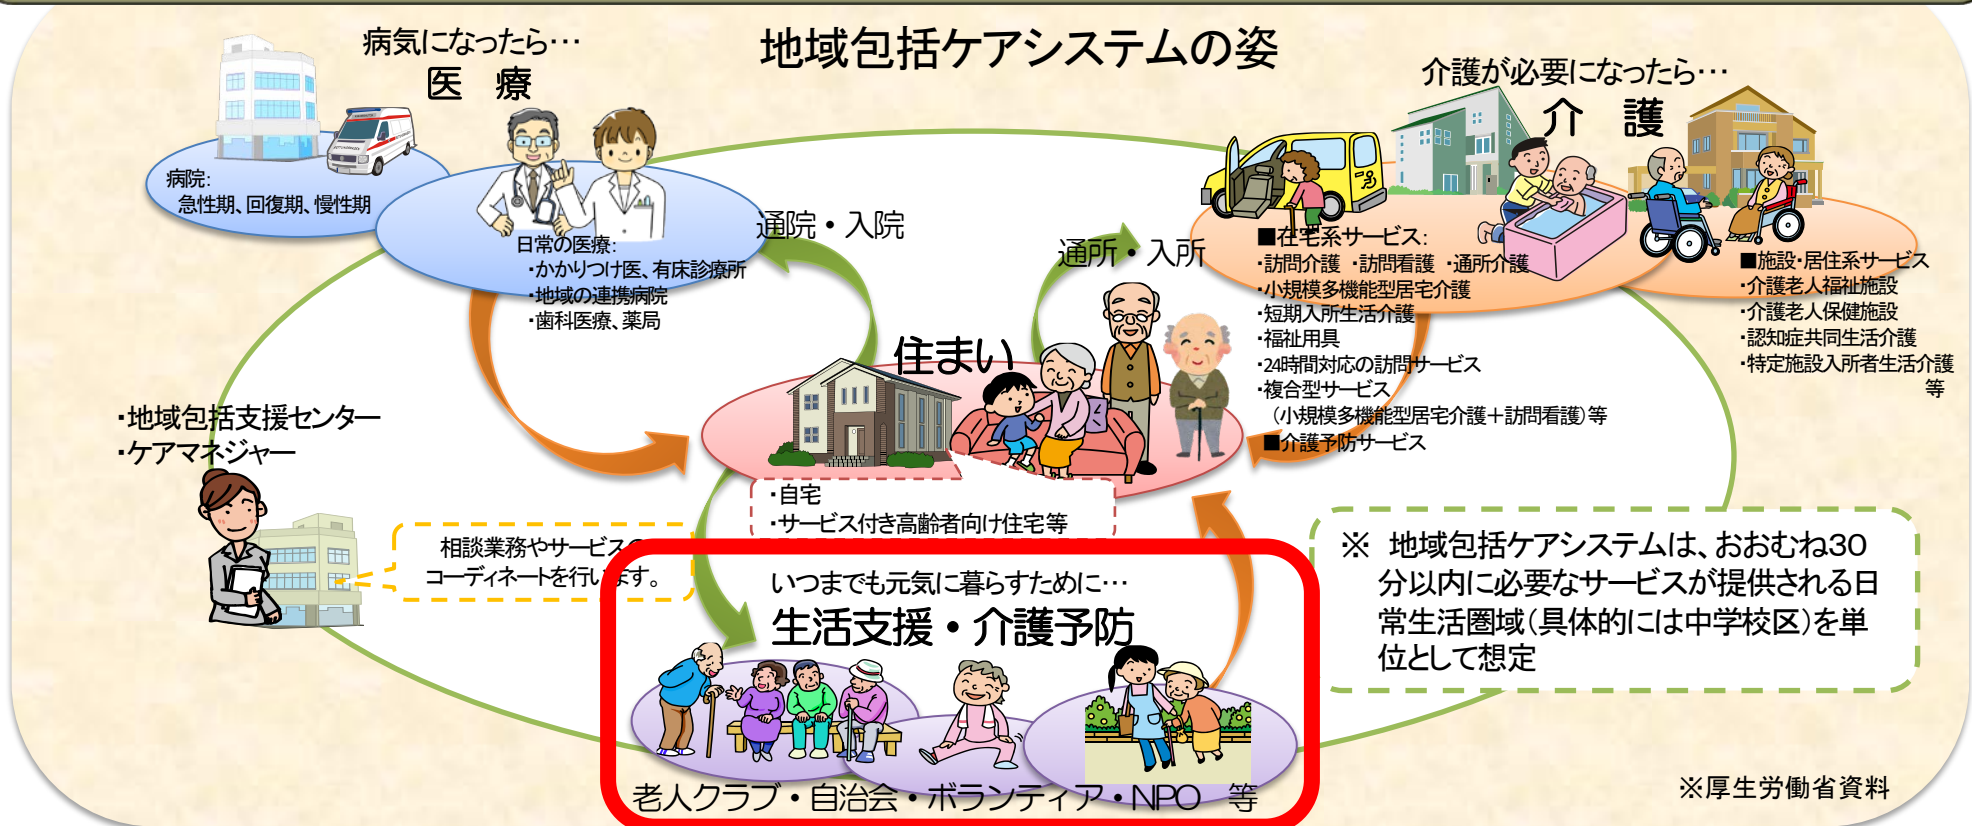 地域包括ケアシステムの姿
病気になったら…
医 療
病院:
急性期、回復期、慢性期
日常の医療:
・かかりつけ医、有床診療所
・地域の連携病院
・歯科医療、薬局
通院・入院
通所・入所
介護が必要になったら…
介 護
■在宅系サービス:
・訪問介護 ・訪問看護 ・通所介護
・小規模多機能型居宅介護
・短期入所生活介護
・福祉用具
・24時間対応の訪問サービス
・複合型サービス
(小規模多機能型居宅介護+訪問看護)等
■介護予防サービス
■施設・居住系サービス
・介護老人福祉施設
・介護老人保健施設
・認知症共同生活介護
・特定施設入所者生活介護
等
住まい
・自宅
・サービス付き高齢者向け住宅等
・地域包括支援センター
・ケアマネジャー
相談業務やサービスの
コーディネートを行います。
いつまでも元気に暮らすために…
生活支援・介護予防
老人クラブ・自治会・ボランティア・NPO 等
※ 地域包括ケアシステムは、おおむね30
分以内に必要なサービスが提供される日
常生活圏域(具体的には中学校区)を単
位として想定
※厚生労働省資料